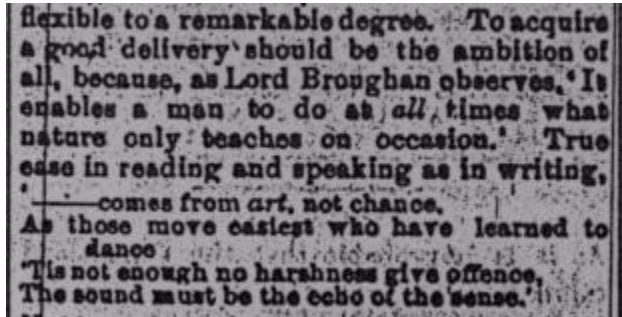 flexible to a remarkable degree. To acquire
a good delivery should be the ambition of
all, because, as Lord Broughan observes, 'It
enables a man to do at all times what
nature only teaches on occasion.' True
ease in reading and speaking as in writing,
'——comes from art, not chance,
As those move easiest who have learned to
dance
'Tis not enough no harshness give offence,
The sound must be the echo of the sense.'